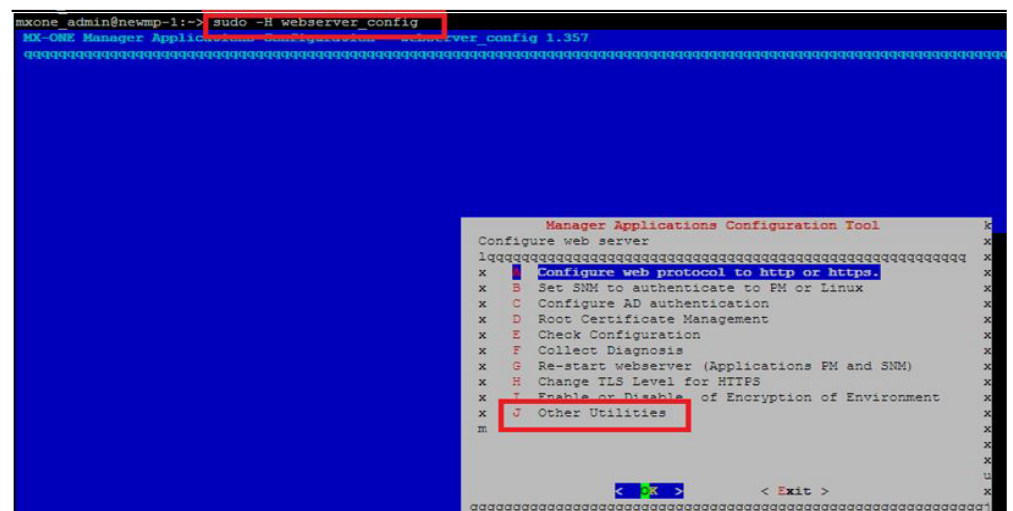 mxone_admin@newmp-1:~> sudo -H webserver_config
MX-ONE Manager Applications Configuration - webserver_config 1.357
Manager Applications Configuration Tool k
Configure web server x
x A Configure web protocol to http or https. x
x B Set SNM to authenticate to PM or Linux x
x C Configure AD authentication x
x D Root Certificate Management x
x E Check Configuration x
x F Collect Diagnosis x
x G Re-start webserver (Applications PM and SNM) x
x H Change TLS Level for HTTPS x
x I Enable or Disable of Encryption of Environment x
x J Other Utilities x
m x
x
x
u
< OK > < Exit > x